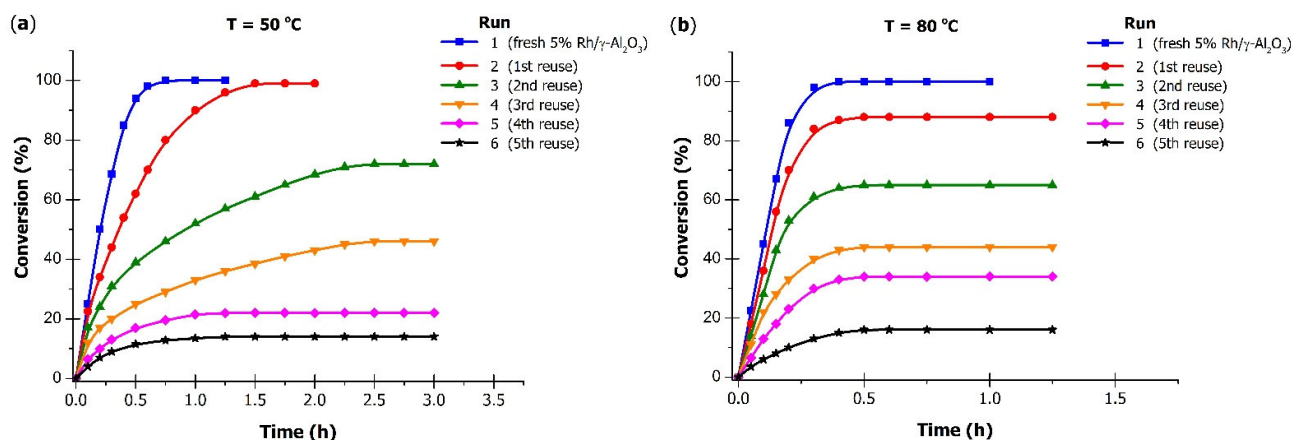 (a)
T = 50 °C
Run
1 (fresh 5% Rh/γ-Al₂O₃)
2 (1st reuse)
3 (2nd reuse)
4 (3rd reuse)
5 (4th reuse)
6 (5th reuse)
Conversion (%)
100
80
60
40
20
0
0.0 0.5 1.0 1.5 2.0 2.5 3.0 3.5
Time (h)
(b)
T = 80 °C
Run
1 (fresh 5% Rh/γ-Al₂O₃)
2 (1st reuse)
3 (2nd reuse)
4 (3rd reuse)
5 (4th reuse)
6 (5th reuse)
Conversion (%)
100
80
60
40
20
0
0.0 0.5 1.0 1.5
Time (h)